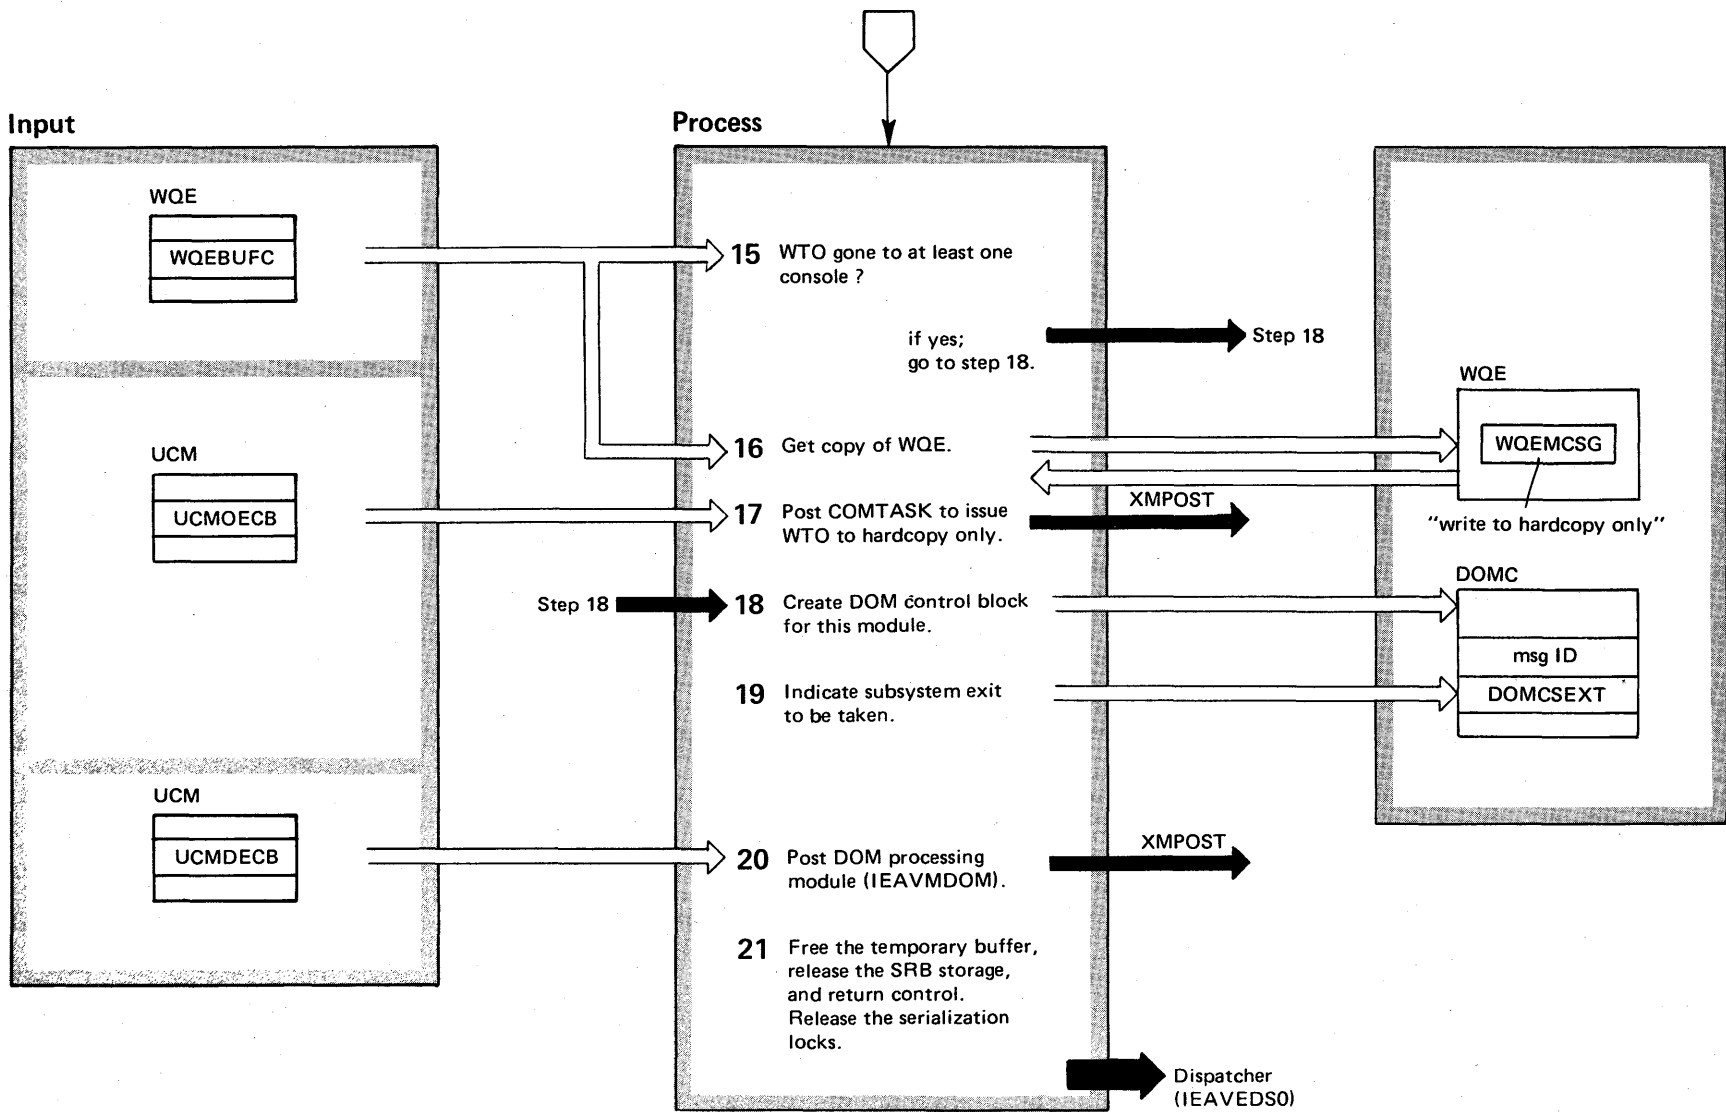 Input
Process
WQE
WQEBUFC
UCM
UCMOECB
UCM
UCMDECB
15 WTO gone to at least one
console ?
if yes;
go to step 18.
Step 18
16 Get copy of WQE.
17 Post COMTASK to issue
WTO to hardcopy only.
XMPOST
Step 18
18 Create DOM control block
for this module.
19 Indicate subsystem exit
to be taken.
20 Post DOM processing
module (IEAVMDOM).
XMPOST
21 Free the temporary buffer,
release the SRB storage,
and return control.
Release the serialization
locks.
Dispatcher
(IEAVEDS0)
WQE
WQEMCSG
"write to hardcopy only"
DOMC
msg ID
DOMCSEXT